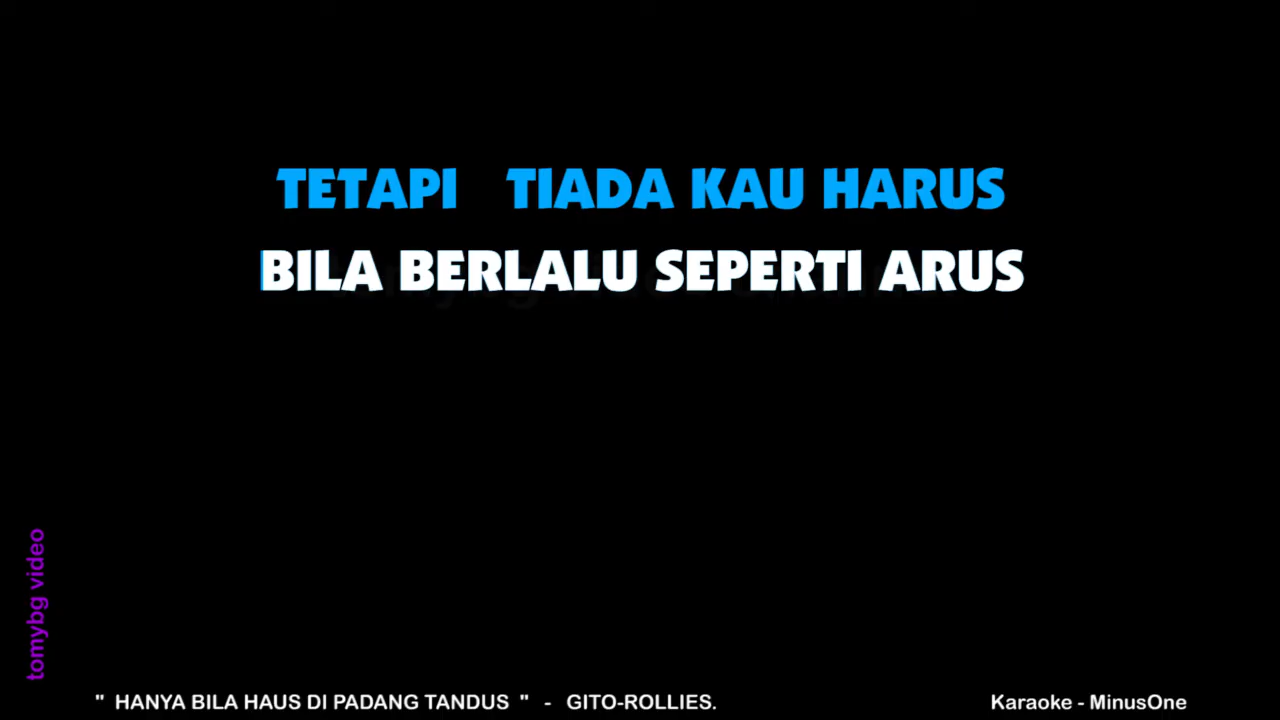 TETAPI TIADA KAU HARUS
BILA BERLALU SEPERTI ARUS
tomybg video
" HANYA BILA HAUS DI PADANG TANDUS " - GITO-ROLLIES.
Karaoke - MinusOne